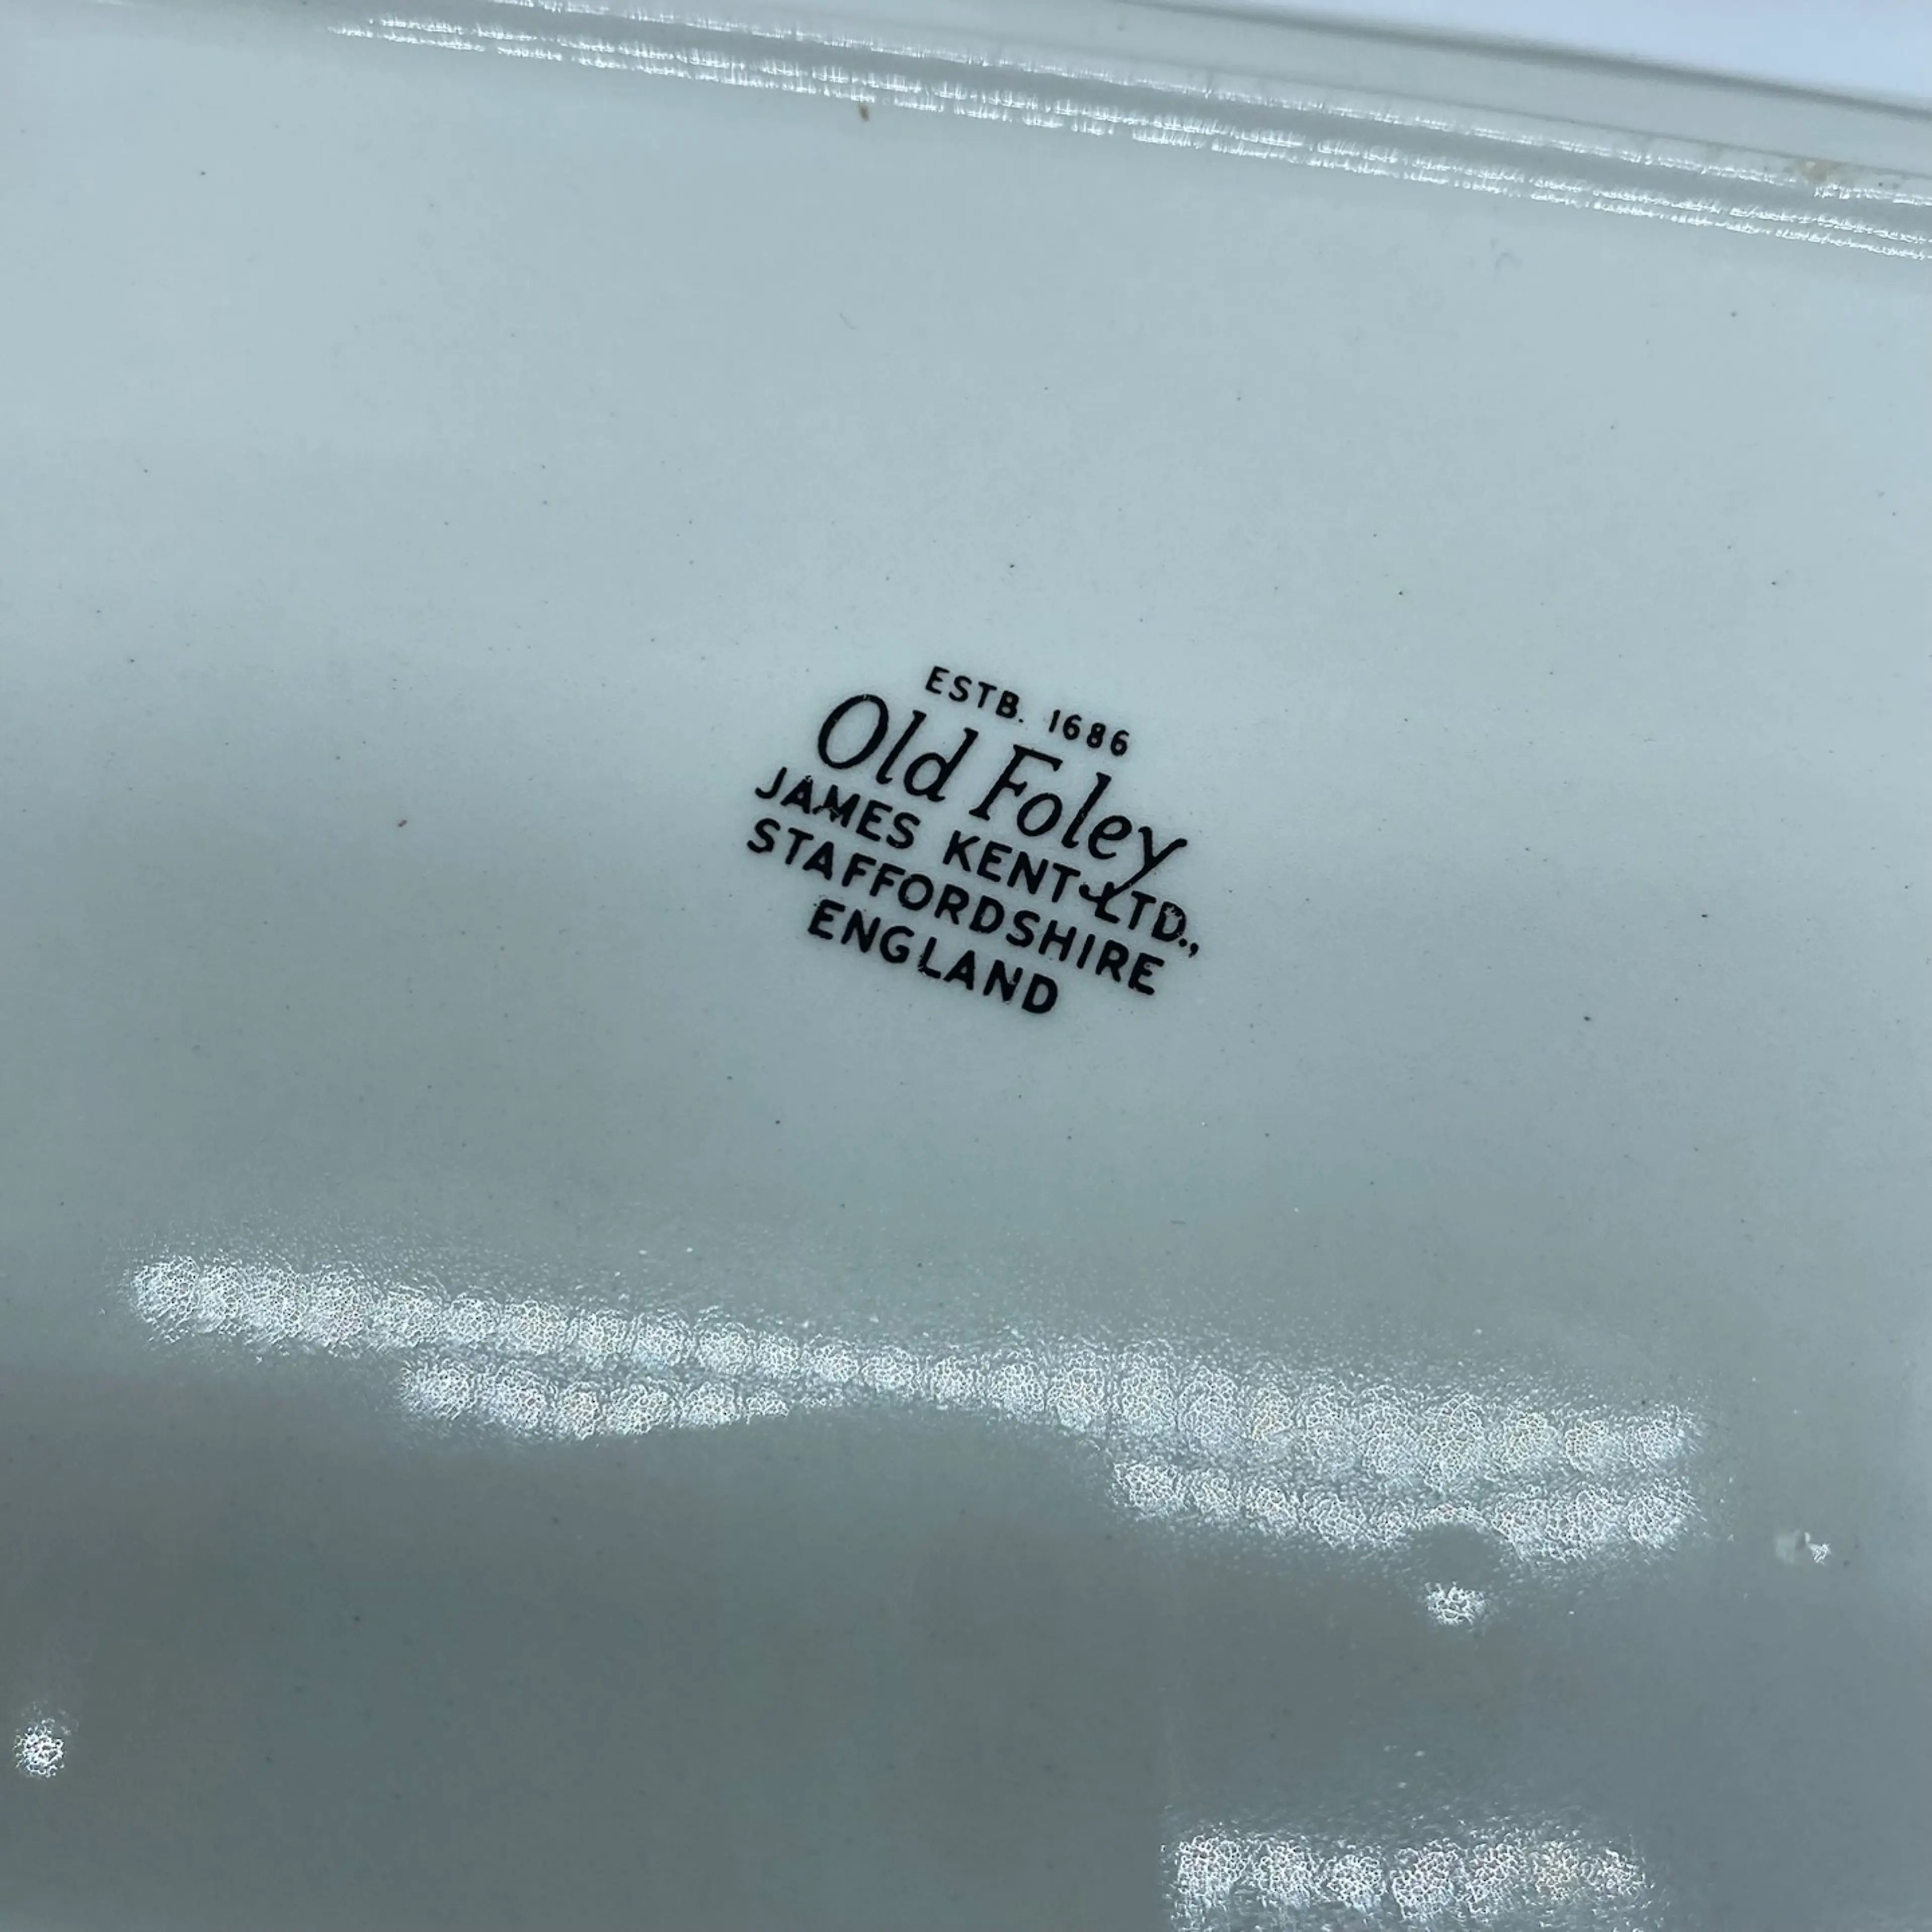 ESTB. 1686
Old Foley
JAMES KENT LTD.,
STAFFORDSHIRE
ENGLAND